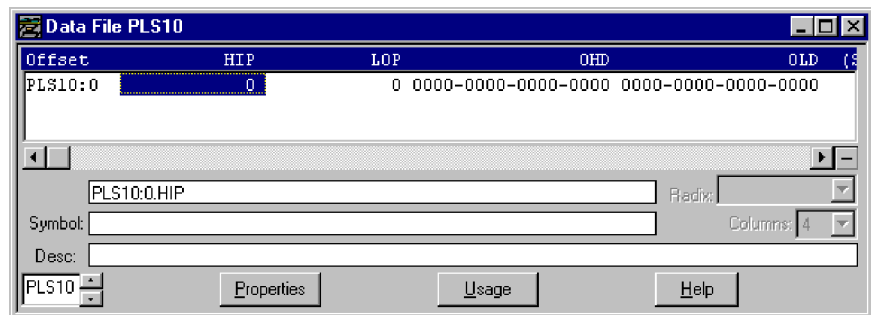 Data File PLS10
Offset HIP LOP OHD OLD (S
PLS10:0 0 0 0000-0000-0000-0000 0000-0000-0000-0000
PLS10:0.HIP Radix:
Symbol: Columns: 4
Desc:
PLS10 Properties Usage Help